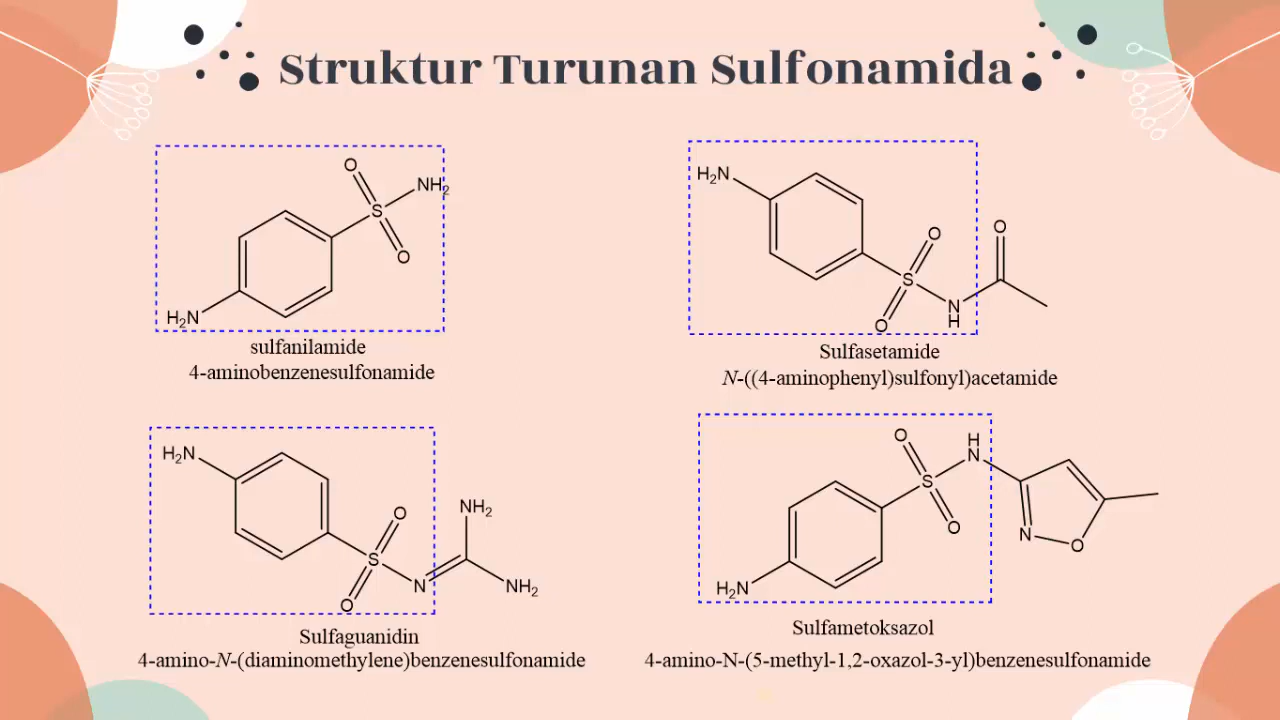 Struktur Turunan Sulfonamida
O
NH2
S
O
H2N
sulfanilamide
4-aminobenzenesulfonamide
H2N
O
O
S
N
H
O
Sulfasetamide
N-((4-aminophenyl)sulfonyl)acetamide
H2N
NH2
O
S
N
NH2
O
Sulfaguanidin
4-amino-N-(diaminomethylene)benzenesulfonamide
O
H
N
S
O
N
O
H2N
Sulfametoksazol
4-amino-N-(5-methyl-1,2-oxazol-3-yl)benzenesulfonamide